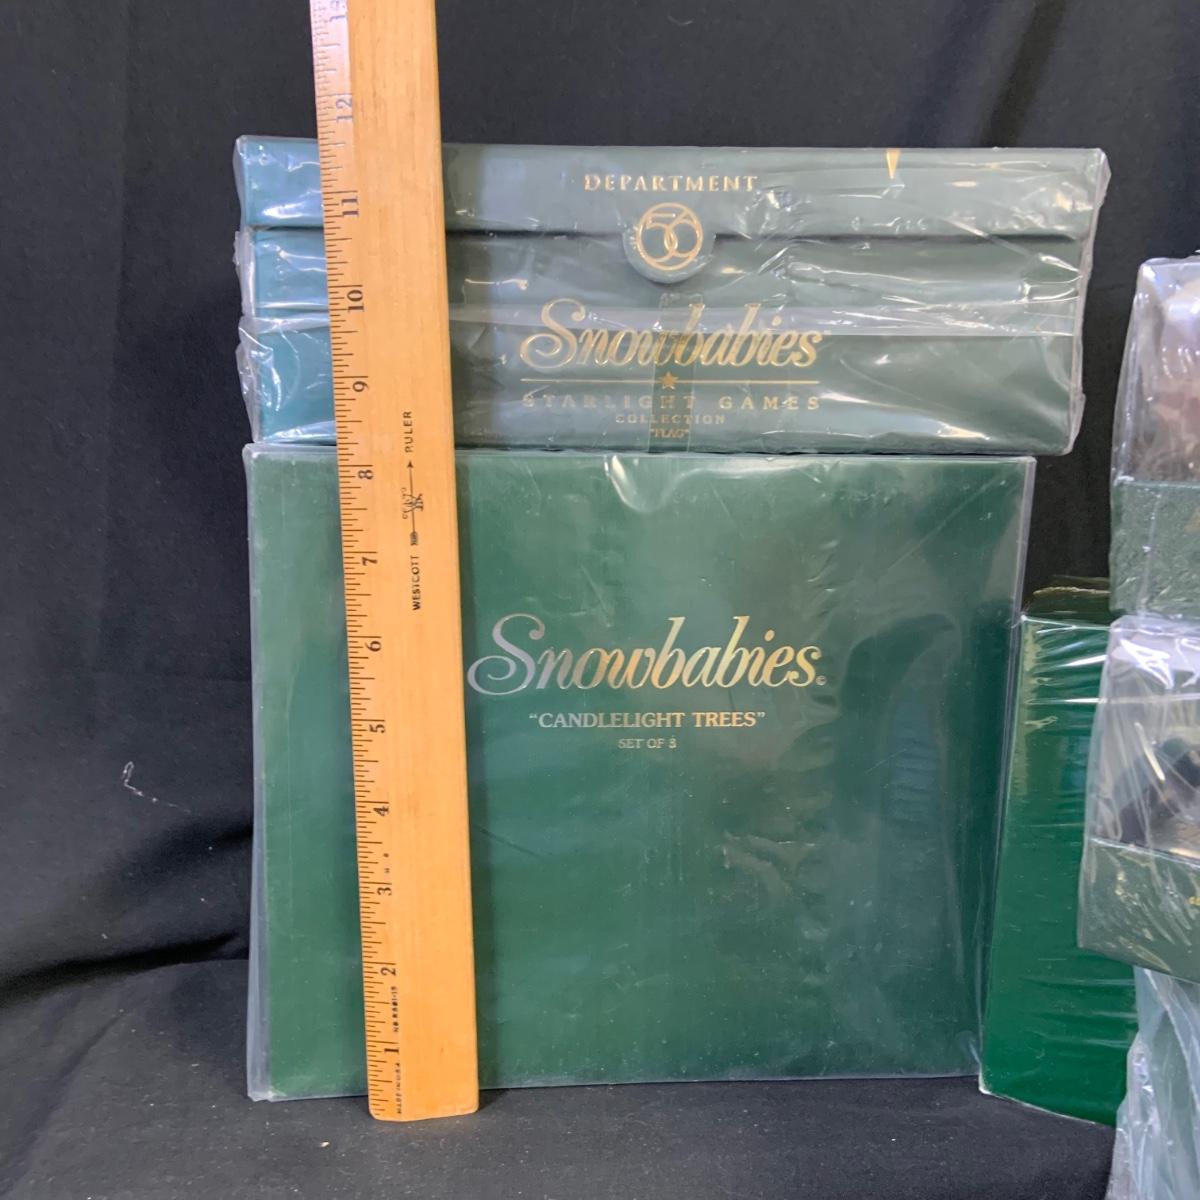 DEPARTMENT
56
Snowbabies
STARLIGHT GAMES
COLLECTION
"FLAG"
Snowbabies©
"CANDLELIGHT TREES"
SET OF 3
12
11
10
9
8
7
6
5
4
3
2
1
WESTCOTT RULER